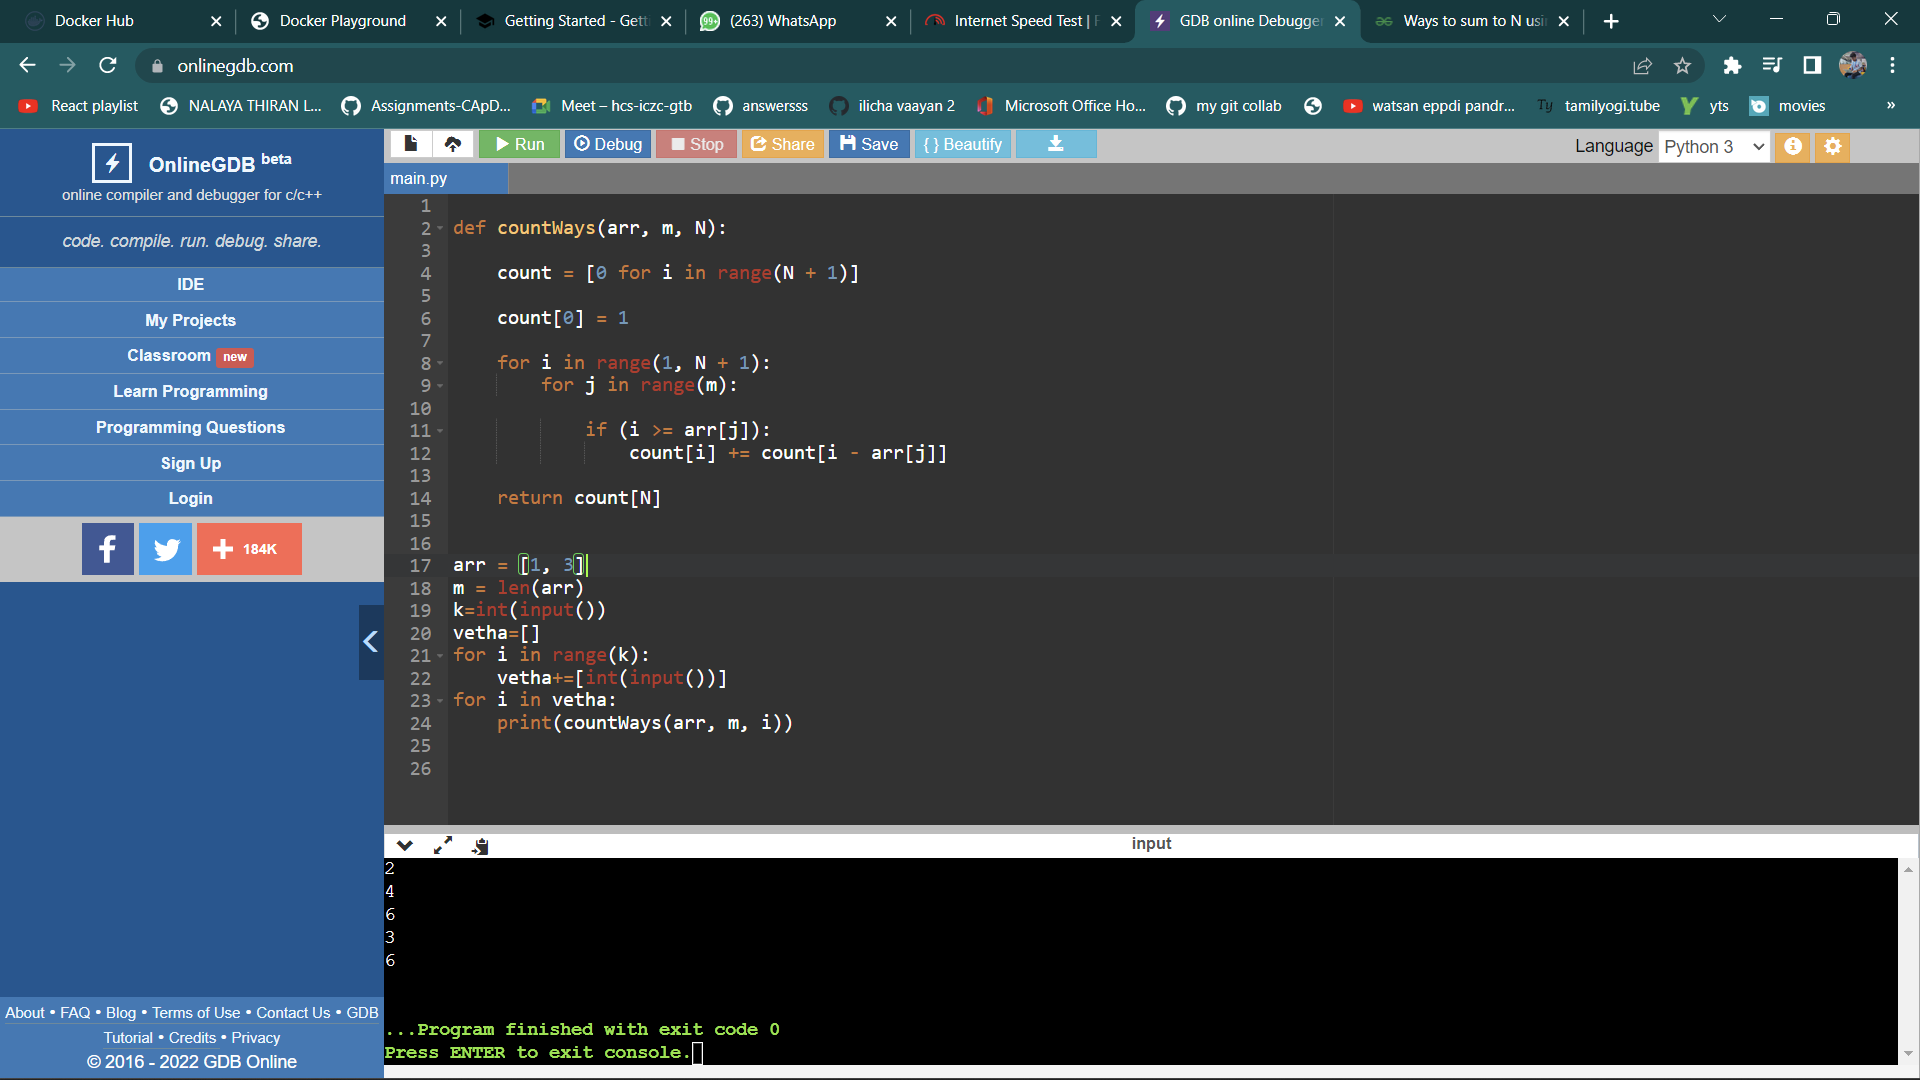 Docker Hub
Docker Playground
Getting Started - Gett
(263) WhatsApp
Internet Speed Test | F
GDB online Debugger
Ways to sum to N usin
onlinegdb.com
React playlist
NALAYA THIRAN L...
Assignments-CApD...
Meet – hcs-iczc-gtb
answersss
ilicha vaayan 2
Microsoft Office Ho...
my git collab
watsan eppdi pandr...
Ty tamilyogi.tube
yts
movies
»
OnlineGDB beta
online compiler and debugger for c/c++
code. compile. run. debug. share.
IDE
My Projects
Classroom new
Learn Programming
Programming Questions
Sign Up
Login
184K
About • FAQ • Blog • Terms of Use • Contact Us • GDB
Tutorial • Credits • Privacy
© 2016 - 2022 GDB Online
Run
Debug
Stop
Share
Save
{ } Beautify
Language Python 3
main.py
1
2 def countWays(arr, m, N):
3
4 count = [0 for i in range(N + 1)]
5
6 count[0] = 1
7
8 for i in range(1, N + 1):
9 for j in range(m):
10
11 if (i >= arr[j]):
12 count[i] += count[i - arr[j]]
13
14 return count[N]
15
16
17 arr = [1, 3]
18 m = len(arr)
19 k=int(input())
20 vetha=[]
21 for i in range(k):
22 vetha+=[int(input())]
23 for i in vetha:
24 print(countWays(arr, m, i))
25
26
input
2
4
6
3
6
...Program finished with exit code 0
Press ENTER to exit console.